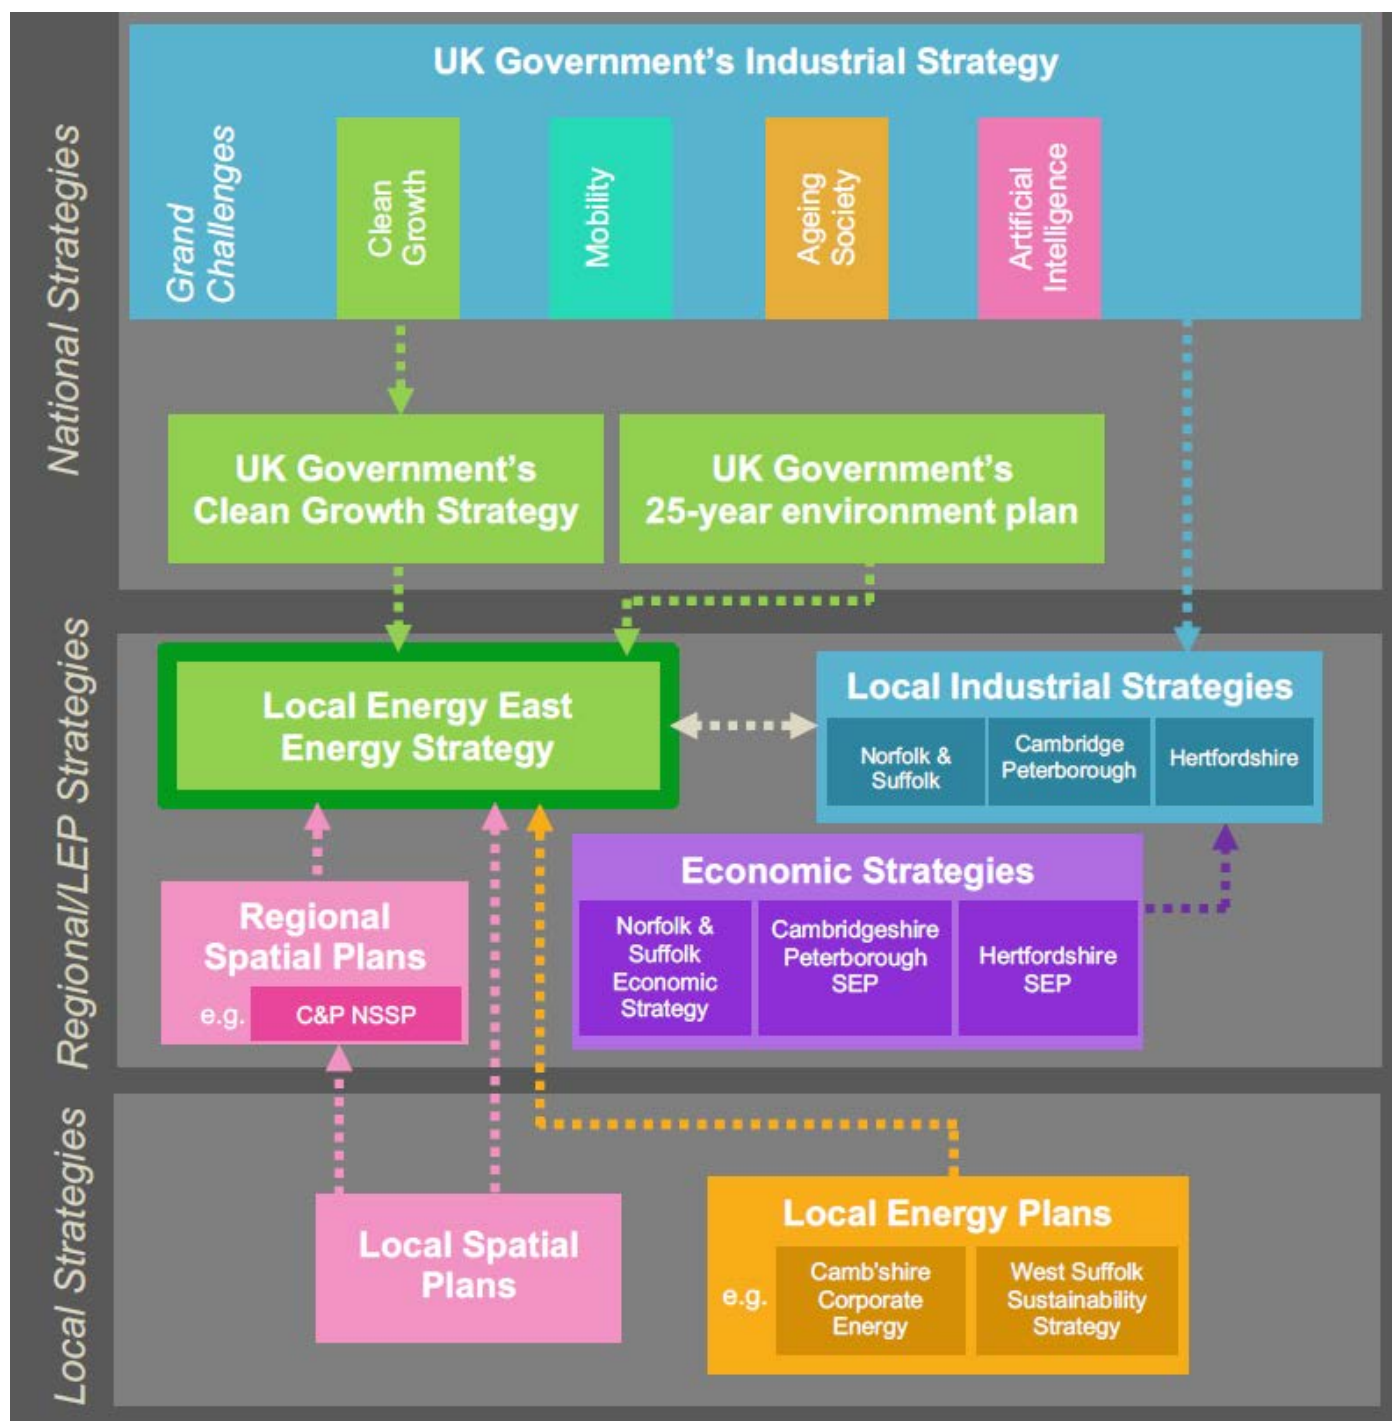 National Strategies
UK Government's Industrial Strategy
Grand
Challenges
Clean
Growth
Mobility
Ageing
Society
Artificial
Intelligence
UK Government's
Clean Growth Strategy
UK Government's
25-year environment plan
Regional/LEP Strategies
Local Energy East
Energy Strategy
Local Industrial Strategies
Norfolk &
Suffolk
Cambridge
Peterborough
Hertfordshire
Regional
Spatial Plans
e.g.
C&P NSSP
Economic Strategies
Norfolk &
Suffolk
Economic
Strategy
Cambridgeshire
Peterborough
SEP
Hertfordshire
SEP
Local Strategies
Local Spatial
Plans
Local Energy Plans
e.g.
Camb'shire
Corporate
Energy
West Suffolk
Sustainability
Strategy